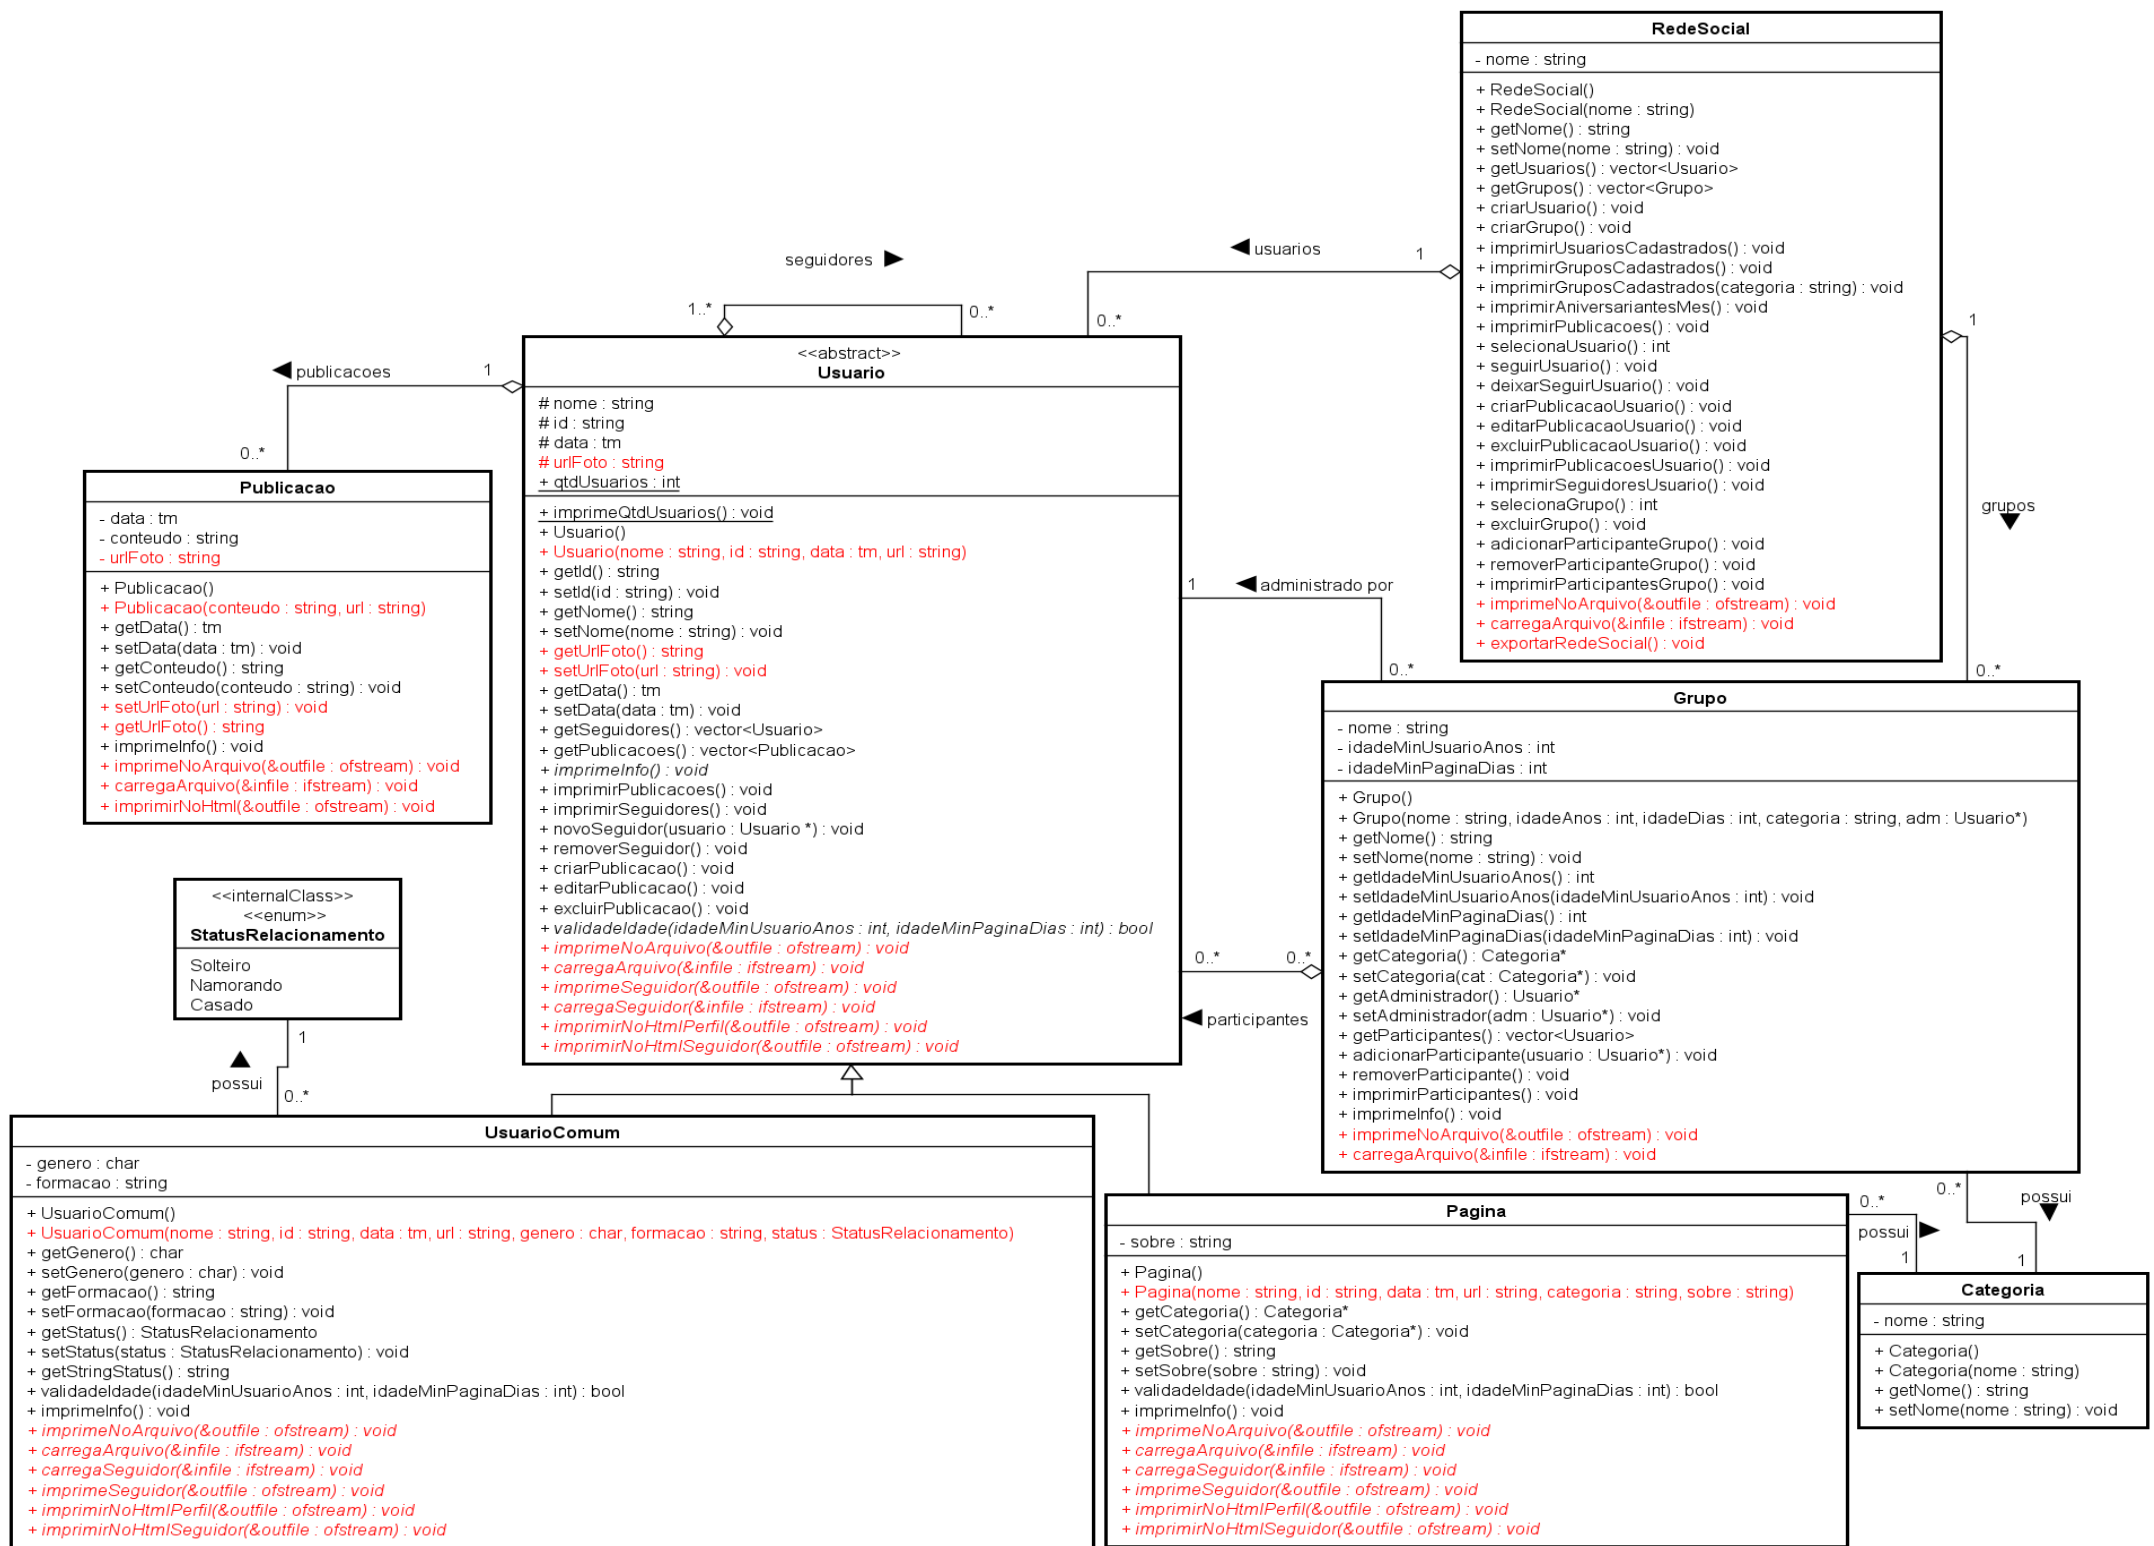 RedeSocial
- nome : string
+ RedeSocial()
+ RedeSocial(nome : string)
+ getNome() : string
+ setNome(nome : string) : void
+ getUsuarios() : vector<Usuario>
+ getGrupos() : vector<Grupo>
+ criarUsuario() : void
+ criarGrupo() : void
+ imprimirUsuariosCadastrados() : void
+ imprimirGruposCadastrados() : void
+ imprimirGruposCadastrados(categoria : string) : void
+ imprimirAniversariantesMes() : void
+ imprimirPublicacoes() : void
+ selecionaUsuario() : int
+ seguirUsuario() : void
+ deixarSeguirUsuario() : void
+ criarPublicacaoUsuario() : void
+ editarPublicacaoUsuario() : void
+ excluirPublicacaoUsuario() : void
+ imprimirPublicacoesUsuario() : void
+ imprimirSeguidoresUsuario() : void
+ selecionaGrupo() : int
+ excluirGrupo() : void
+ adicionarParticipanteGrupo() : void
+ removerParticipanteGrupo() : void
+ imprimirParticipantesGrupo() : void
+ imprimeNoArquivo(&outfile : ofstream) : void
+ carregaArquivo(&infile : ifstream) : void
+ exportarRedeSocial() : void
usuarios
1
0..*
seguidores
1..*
0..*
1
grupos
0..*
publicacoes
1
0..*
<<abstract>>
Usuario
# nome : string
# id : string
# data : tm
# urlFoto : string
+ qtdUsuarios : int
+ imprimeQtdUsuarios() : void
+ Usuario()
+ Usuario(nome : string, id : string, data : tm, url : string)
+ getId() : string
+ setId(id : string) : void
+ getNome() : string
+ setNome(nome : string) : void
+ getUrlFoto() : string
+ setUrlFoto(url : string) : void
+ getData() : tm
+ setData(data : tm) : void
+ getSeguidores() : vector<Usuario>
+ getPublicacoes() : vector<Publicacao>
+ imprimeInfo() : void
+ imprimirPublicacoes() : void
+ imprimirSeguidores() : void
+ novoSeguidor(usuario : Usuario *) : void
+ removerSeguidor() : void
+ criarPublicacao() : void
+ editarPublicacao() : void
+ excluirPublicacao() : void
+ validadeIdade(idadeMinUsuarioAnos : int, idadeMinPaginaDias : int) : bool
+ imprimeNoArquivo(&outfile : ofstream) : void
+ carregaArquivo(&infile : ifstream) : void
+ imprimeSeguidor(&outfile : ofstream) : void
+ carregaSeguidor(&infile : ifstream) : void
+ imprimirNoHtmlPerfil(&outfile : ofstream) : void
+ imprimirNoHtmlSeguidor(&outfile : ofstream) : void
Publicacao
- data : tm
- conteudo : string
- urlFoto : string
+ Publicacao()
+ Publicacao(conteudo : string, url : string)
+ getData() : tm
+ setData(data : tm) : void
+ getConteudo() : string
+ setConteudo(conteudo : string) : void
+ setUrlFoto(url : string) : void
+ getUrlFoto() : string
+ imprimeInfo() : void
+ imprimeNoArquivo(&outfile : ofstream) : void
+ carregaArquivo(&infile : ifstream) : void
+ imprimirNoHtml(&outfile : ofstream) : void
1
administrado por
0..*
0..*
0..*
participantes
Grupo
- nome : string
- idadeMinUsuarioAnos : int
- idadeMinPaginaDias : int
+ Grupo()
+ Grupo(nome : string, idadeAnos : int, idadeDias : int, categoria : string, adm : Usuario*)
+ getNome() : string
+ setNome(nome : string) : void
+ getIdadeMinUsuarioAnos() : int
+ setIdadeMinUsuarioAnos(idadeMinUsuarioAnos : int) : void
+ getIdadeMinPaginaDias() : int
+ setIdadeMinPaginaDias(idadeMinPaginaDias : int) : void
+ getCategoria() : Categoria*
+ setCategoria(cat : Categoria*) : void
+ getAdministrador() : Usuario*
+ setAdministrador(adm : Usuario*) : void
+ getParticipantes() : vector<Usuario>
+ adicionarParticipante(usuario : Usuario*) : void
+ removerParticipante() : void
+ imprimirParticipantes() : void
+ imprimeInfo() : void
+ imprimeNoArquivo(&outfile : ofstream) : void
+ carregaArquivo(&infile : ifstream) : void
<<internalClass>>
<<enum>>
StatusRelacionamento
Solteiro
Namorando
Casado
1
possui
0..*
UsuarioComum
- genero : char
- formacao : string
+ UsuarioComum()
+ UsuarioComum(nome : string, id : string, data : tm, url : string, genero : char, formacao : string, status : StatusRelacionamento)
+ getGenero() : char
+ setGenero(genero : char) : void
+ getFormacao() : string
+ setFormacao(formacao : string) : void
+ getStatus() : StatusRelacionamento
+ setStatus(status : StatusRelacionamento) : void
+ getStringStatus() : string
+ validadeIdade(idadeMinUsuarioAnos : int, idadeMinPaginaDias : int) : bool
+ imprimeInfo() : void
+ imprimeNoArquivo(&outfile : ofstream) : void
+ carregaArquivo(&infile : ifstream) : void
+ carregaSeguidor(&infile : ifstream) : void
+ imprimeSeguidor(&outfile : ofstream) : void
+ imprimirNoHtmlPerfil(&outfile : ofstream) : void
+ imprimirNoHtmlSeguidor(&outfile : ofstream) : void
Pagina
- sobre : string
+ Pagina()
+ Pagina(nome : string, id : string, data : tm, url : string, categoria : string, sobre : string)
+ getCategoria() : Categoria*
+ setCategoria(categoria : Categoria*) : void
+ getSobre() : string
+ setSobre(sobre : string) : void
+ validadeIdade(idadeMinUsuarioAnos : int, idadeMinPaginaDias : int) : bool
+ imprimeInfo() : void
+ imprimeNoArquivo(&outfile : ofstream) : void
+ carregaArquivo(&infile : ifstream) : void
+ carregaSeguidor(&infile : ifstream) : void
+ imprimeSeguidor(&outfile : ofstream) : void
+ imprimirNoHtmlPerfil(&outfile : ofstream) : void
+ imprimirNoHtmlSeguidor(&outfile : ofstream) : void
0..*
possui
1
0..*
possui
1
Categoria
- nome : string
+ Categoria()
+ Categoria(nome : string)
+ getNome() : string
+ setNome(nome : string) : void